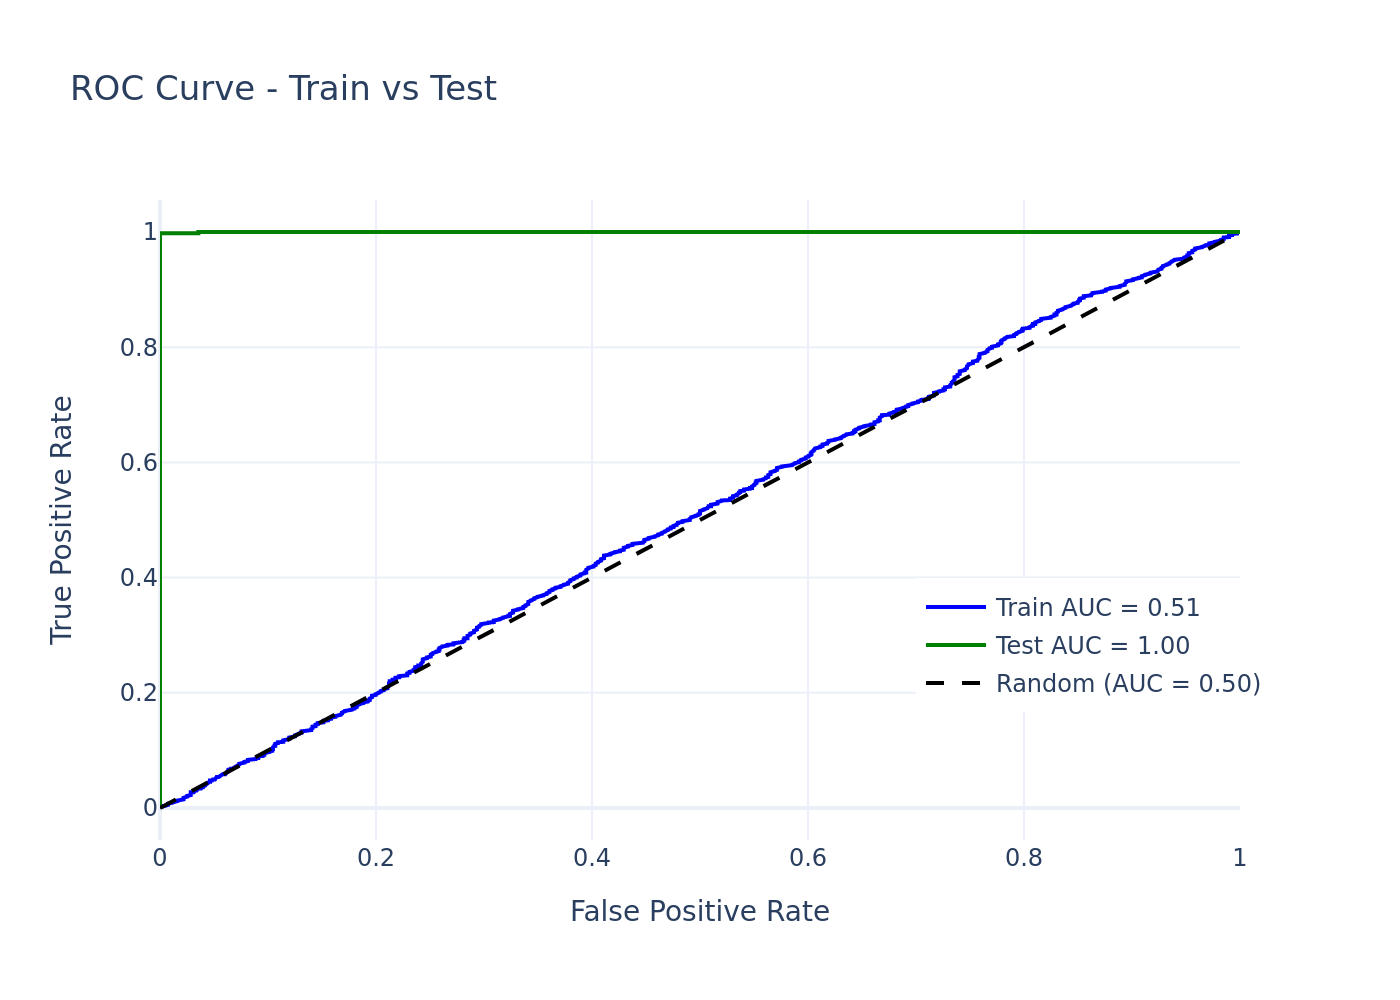 ROC Curve - Train vs Test
True Positive Rate
1
0.8
0.6
0.4
0.2
0
0
0.2
0.4
0.6
0.8
1
False Positive Rate
Train AUC = 0.51
Test AUC = 1.00
Random (AUC = 0.50)